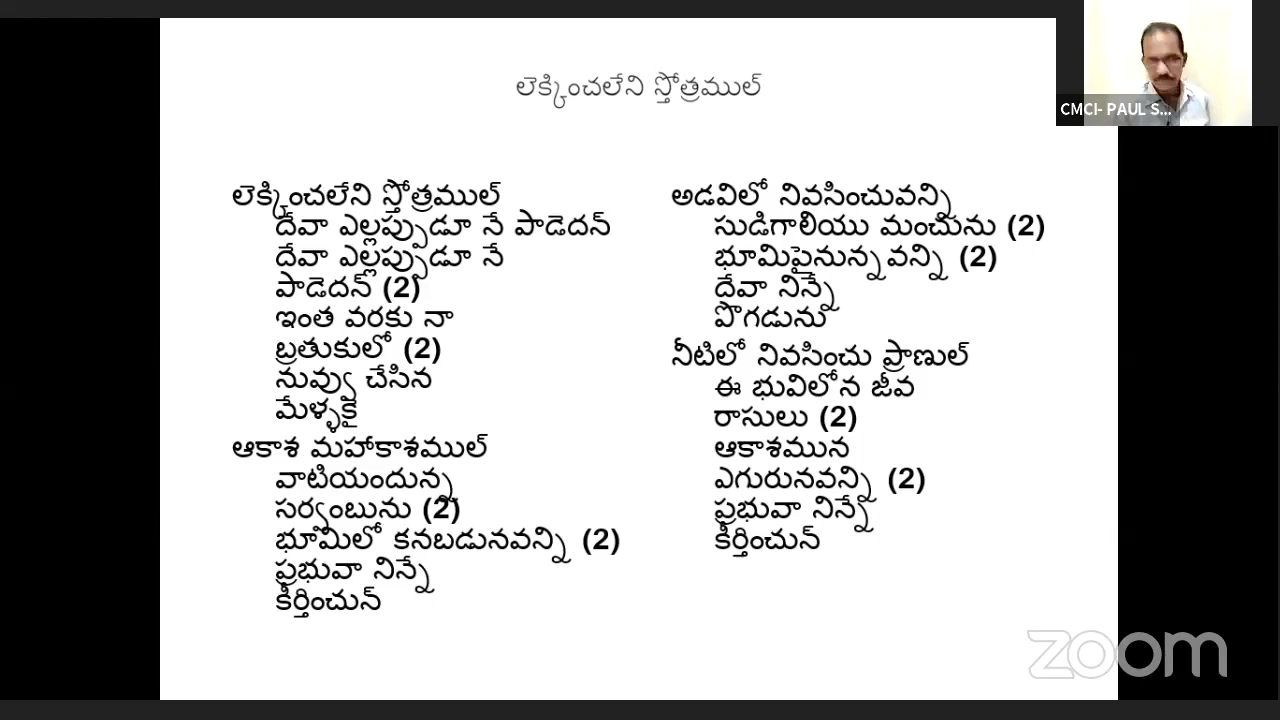 లెక్కించలేని స్తోత్రముల్
CMCI- PAUL S...
లెక్కించలేని స్తోత్రముల్
దేవా ఎల్లప్పుడూ నే పాడెదన్
దేవా ఎల్లప్పుడూ నే
పాడెదన్ (2)
ఇంత వరకు నా
బ్రతుకులో (2)
నువ్వు చేసిన
మేళ్ళకై
ఆకాశ మహాకాశముల్
వాటియందున్న
సర్వంబును (2)
భూమిలో కనబడునవన్ని (2)
ప్రభువా నిన్నే
కీర్తించున్
అడవిలో నివసించువన్ని
సుడిగాలియు మంచును (2)
భూమిపైనున్నవన్ని (2)
దేవా నిన్నే
పొగడును
నీటిలో నివసించు ప్రాణుల్
ఈ భువిలోన జీవ
రాసులు (2)
ఆకాశమున
ఎగురునవన్ని (2)
ప్రభువా నిన్నే
కీర్తించున్
zoom